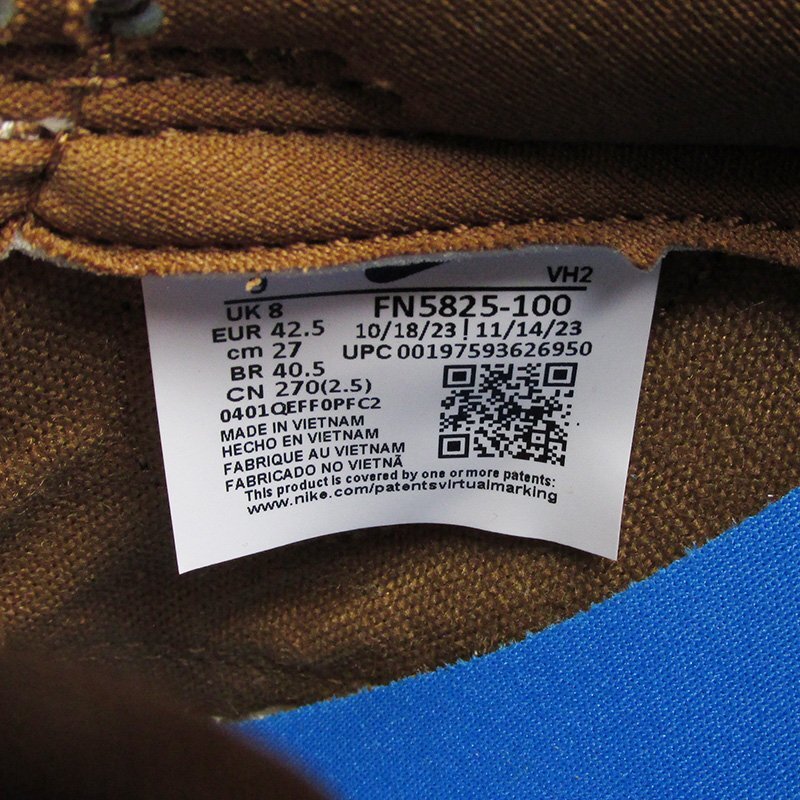 VH2
UK 8
FN5825-100
EUR 42.5
10/18/23 | 11/14/23
cm 27
UPC 00197593626950
BR 40.5
CN 270(2.5)
0401QEFF0PFC2
MADE IN VIETNAM
HECHO EN VIETNAM
FABRIQUE AU VIETNAM
FABRICADO NO VIETNÃ
This product is covered by one or more patents:
www.nike.com/patentsvirtualmarking